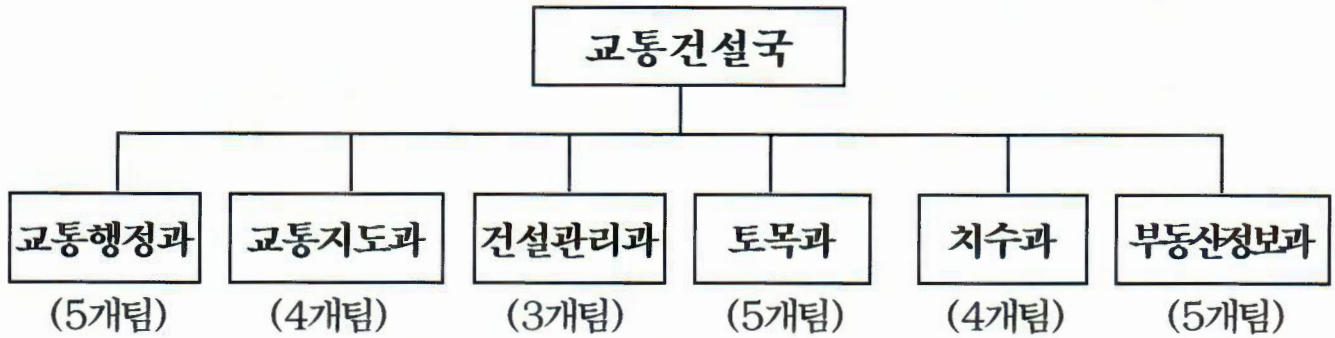 교통건설국
교통행정과 교통지도과 건설관리과 토목과 치수과 부동산정보과
(5개팀) (4개팀) (3개팀) (5개팀) (4개팀) (5개팀)